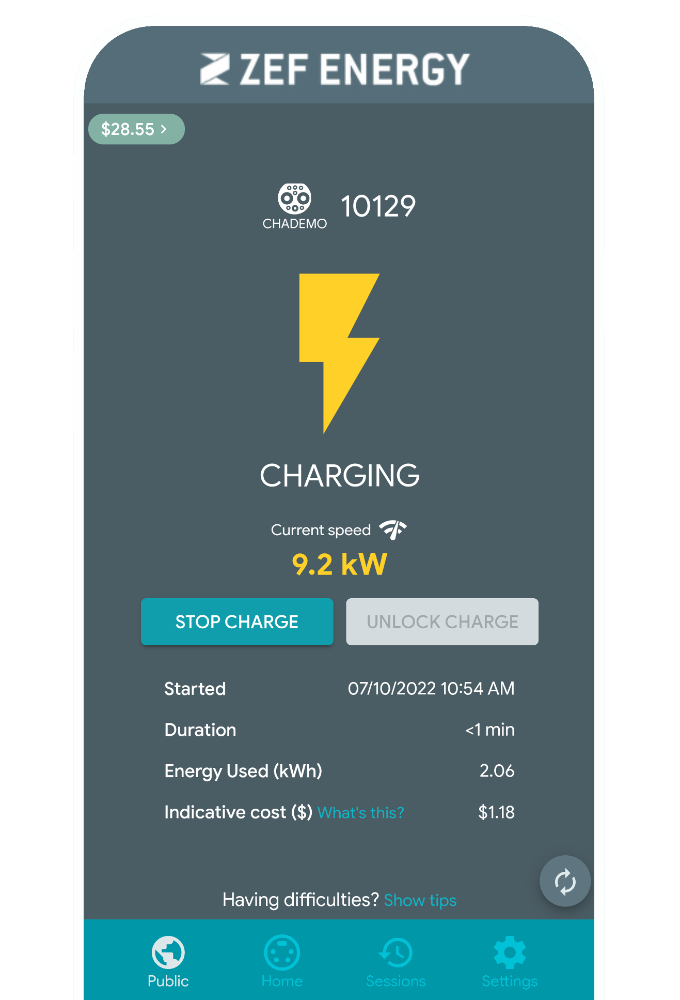 ZEF ENERGY
$28.55 >
CHADEMO 10129
CHARGING
Current speed
9.2 kW
STOP CHARGE UNLOCK CHARGE
Started 07/10/2022 10:54 AM
Duration <1 min
Energy Used (kWh) 2.06
Indicative cost ($) What's this? $1.18
Having difficulties? Show tips
Public Home Sessions Settings